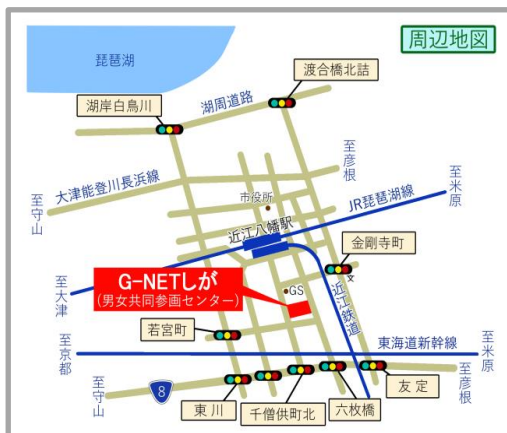 周辺地図
琵琶湖
渡合橋北詰
湖岸白鳥川
湖周道路
至彦根
大津能登川長浜線
至守山
市役所
至米原
JR琵琶湖線
近江八幡駅
金剛寺町
至大津
G-NETしが
(男女共同参画センター)
GS
近江鉄道
若宮町
東海道新幹線
至京都
至米原
至守山
8
至彦根
東川
千僧供町北
六枚橋
友定